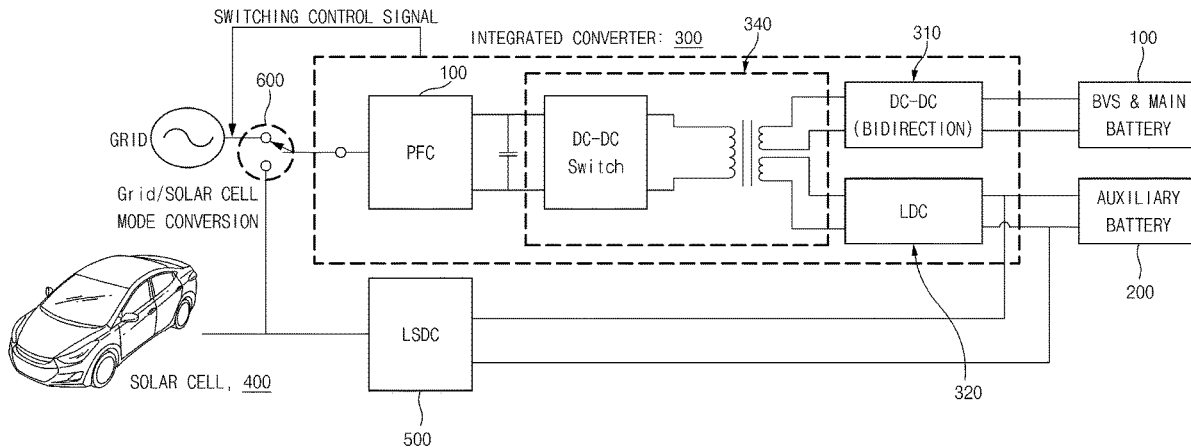 SWITCHING CONTROL SIGNAL
INTEGRATED CONVERTER: 300
340
310
100
600
100
GRID
PFC
DC-DC
Switch
DC-DC
(BIDIRECTION)
BVS & MAIN
BATTERY
Grid/SOLAR CELL
MODE CONVERSION
LDC
AUXILIARY
BATTERY
200
LSDC
320
SOLAR CELL, 400
500